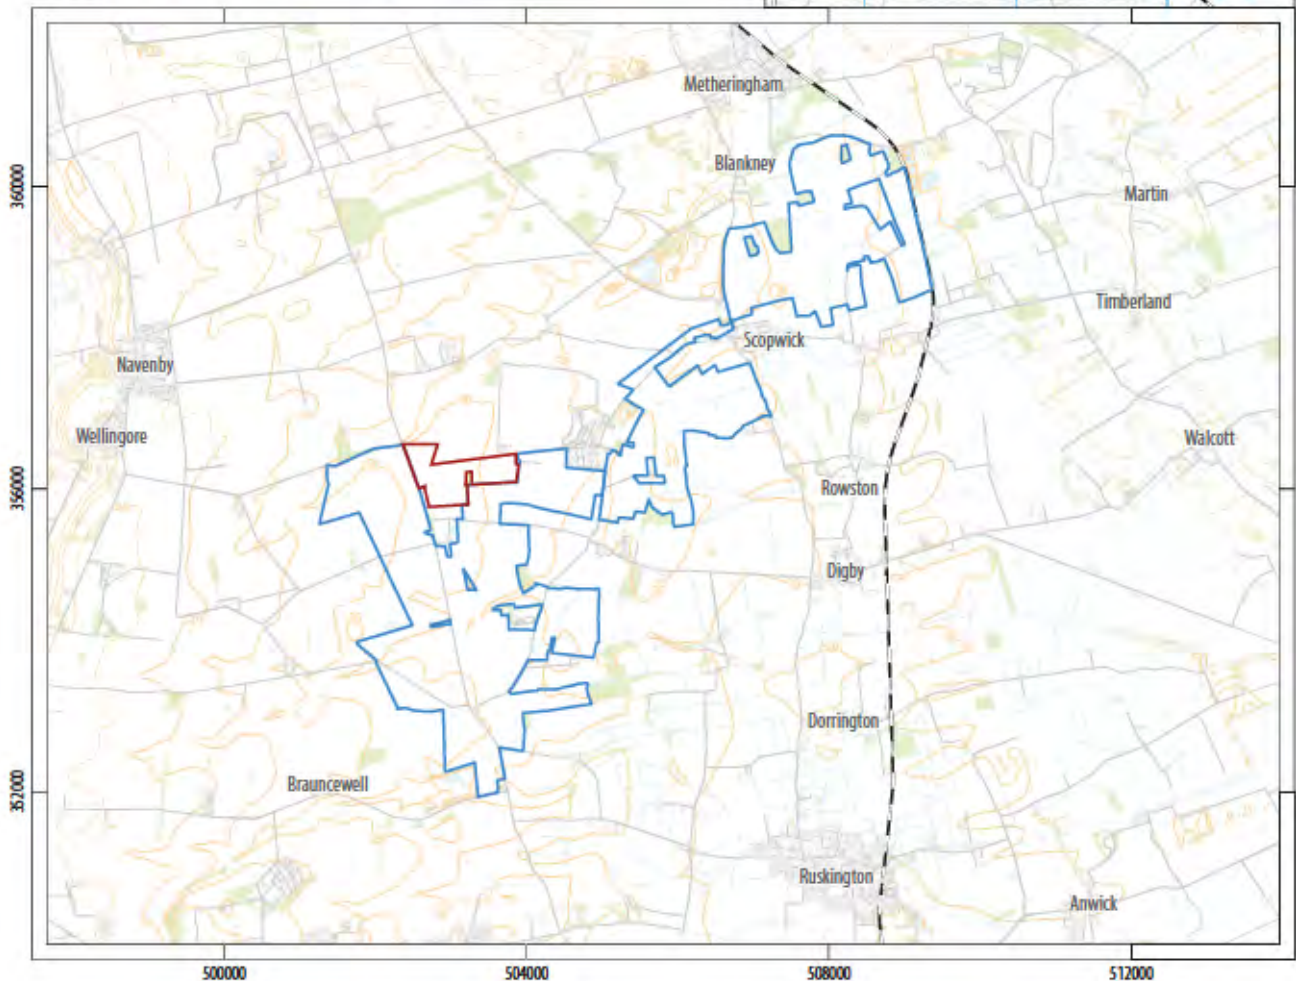 Metheringham
Blankney
360000
Martin
Timberland
Scopwick
Navenby
Wellingore
Walcott
356000
Rowston
Digby
Dorrington
Brauncewell
352000
Ruskington
Anwick
500000
504000
508000
512000